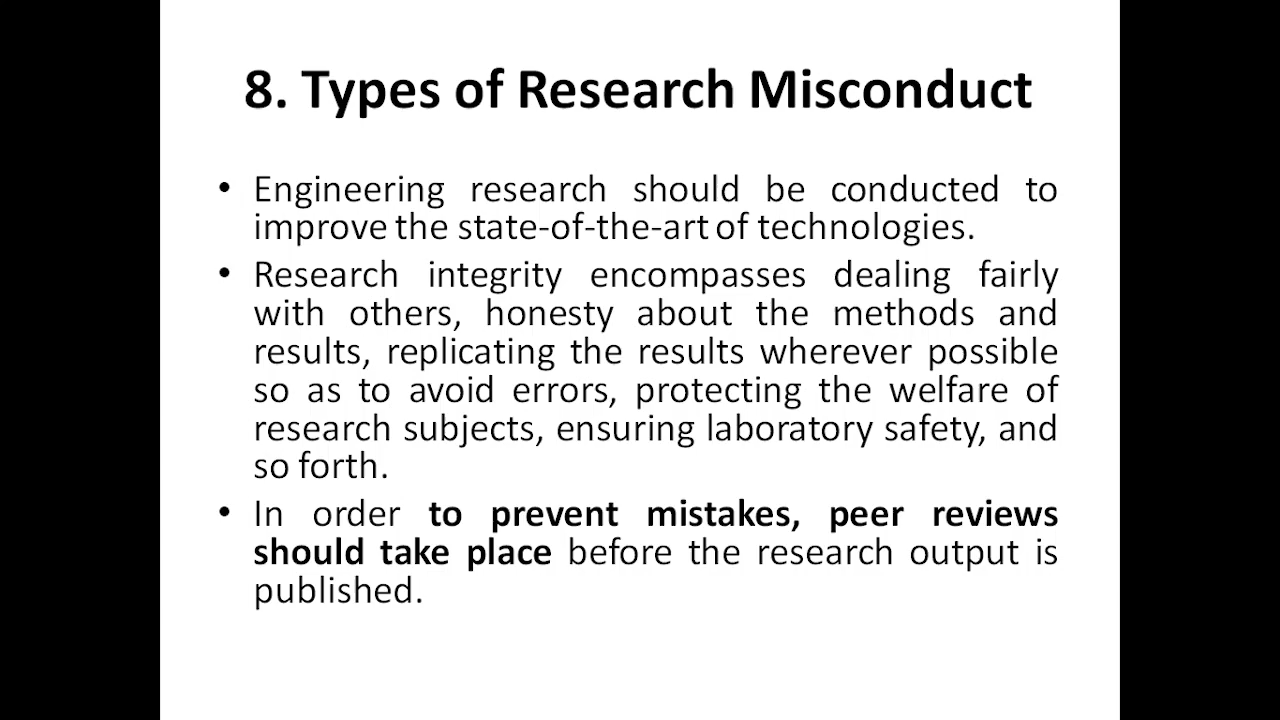 8. Types of Research Misconduct
• Engineering research should be conducted to
improve the state-of-the-art of technologies.
• Research integrity encompasses dealing fairly
with others, honesty about the methods and
results, replicating the results wherever possible
so as to avoid errors, protecting the welfare of
research subjects, ensuring laboratory safety, and
so forth.
• In order to prevent mistakes, peer reviews
should take place before the research output is
published.